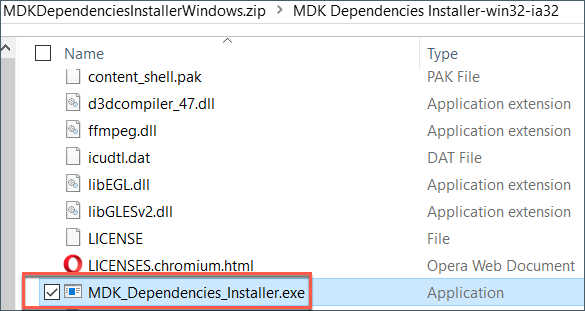 MDKDependenciesInstallerWindows.zip > MDK Dependencies Installer-win32-ia32
Name Type
content_shell.pak PAK File
d3dcompiler_47.dll Application extension
ffmpeg.dll Application extension
icudtl.dat DAT File
libEGL.dll Application extension
libGLESv2.dll Application extension
LICENSE File
LICENSES.chromium.html Opera Web Document
MDK_Dependencies_Installer.exe Application